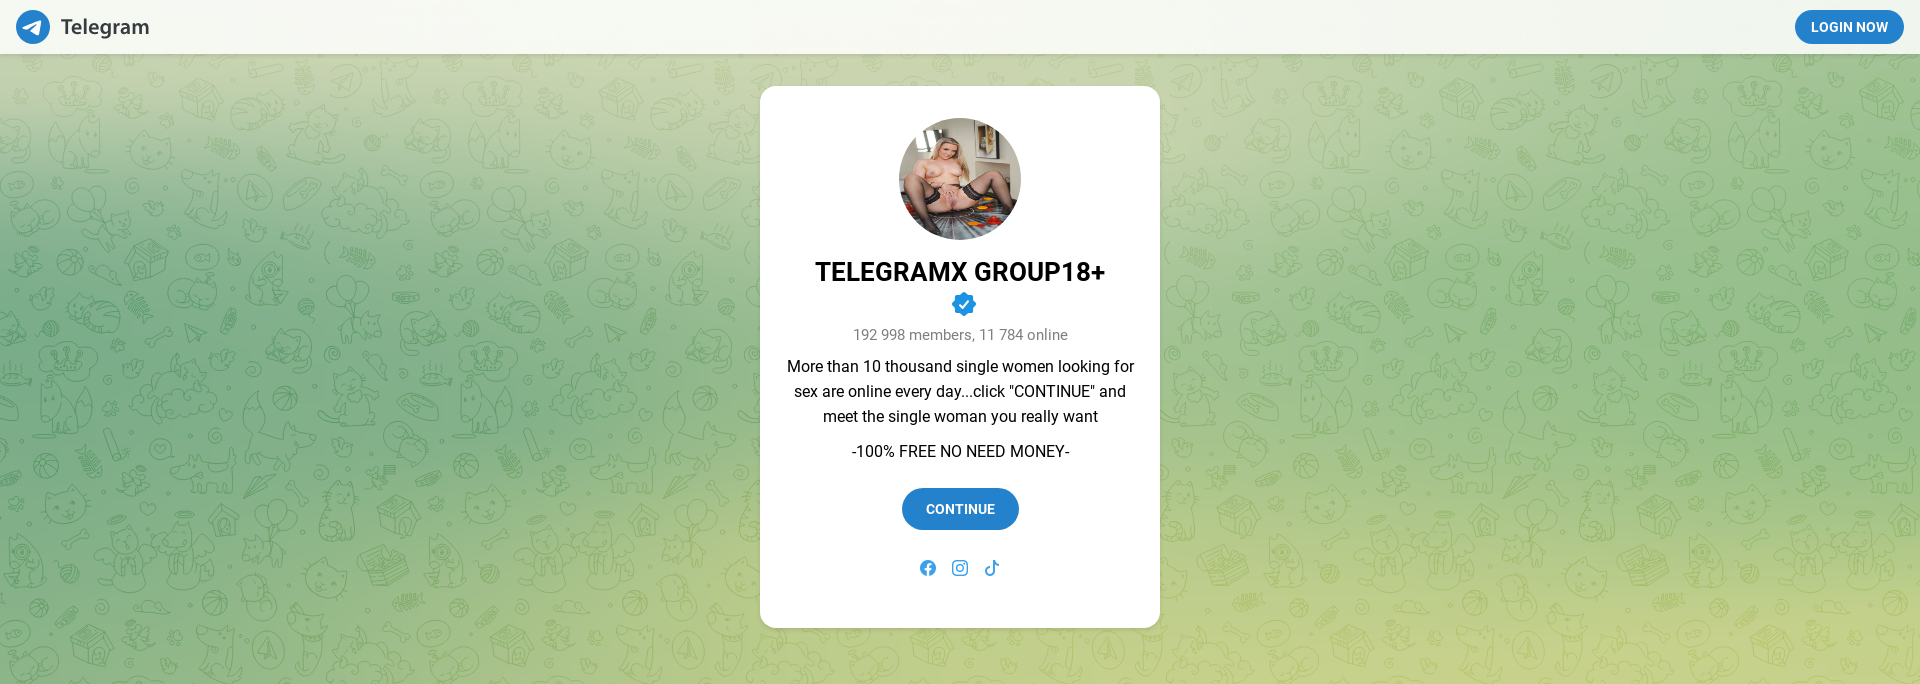 Telegram
LOGIN NOW
TELEGRAMX GROUP18+
192 998 members, 11 784 online
More than 10 thousand single women looking for
sex are online every day...click "CONTINUE" and
meet the single woman you really want
-100% FREE NO NEED MONEY-
CONTINUE